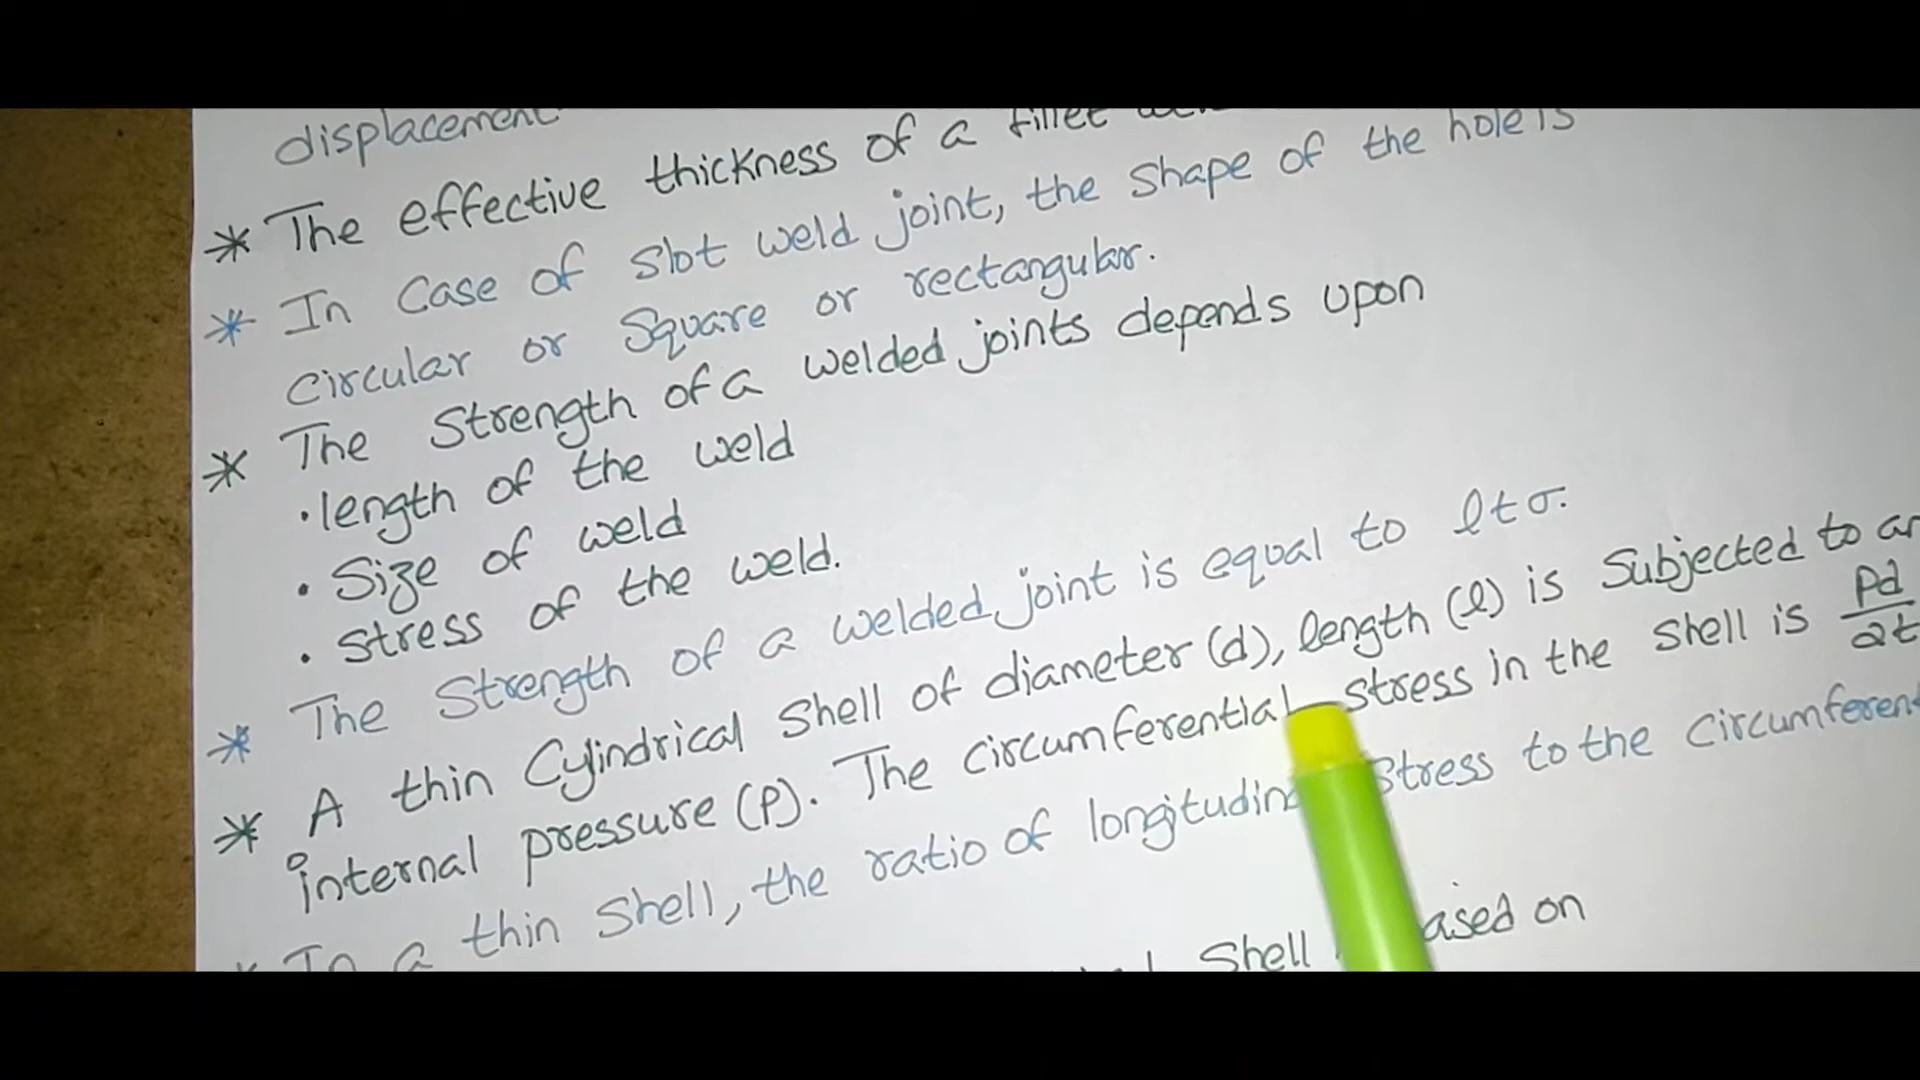 displacement
* The effective thickness of a fillet
* In Case of Slot weld joint, the shape of the hole is
Circular or Square or rectangular.
* The Strength of a welded joints depends upon
• length of the weld
• Size of weld
• stress of the weld.
* The Strength of a welded joint is equal to ltσ.
* A thin Cylindrical Shell of diameter (d), length (l) is Subjected to an
internal pressure (P). The circumferential stress in the shell is Pd/2t
* In a thin Shell, the ratio of longitudin stress to the circumferent
Shell ased on